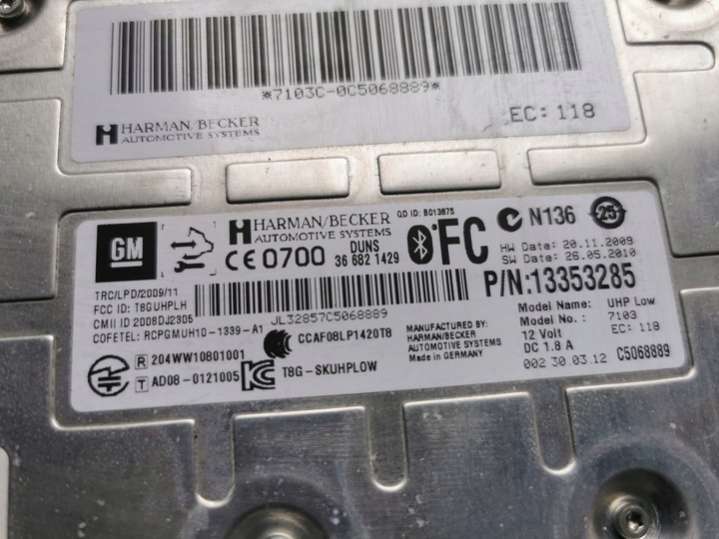 *7103C-0C5068889*
HARMAN/BECKER
AUTOMOTIVE SYSTEMS
EC: 118
GM
HARMAN/BECKER
AUTOMOTIVE SYSTEMS
QD ID: B013875
CE 0700
DUNS
36 682 1429
FC
N136
25
HW Date: 20.11.2009
SW Date: 26.05.2010
P/N:13353285
TRC/LPD/2009/11
FCC ID: T8GUHPLH
CMII ID 2008DJ2305
COFETEL: RCPGMUH10-1339-A1
JL32857C5068889
Model Name: UHP Low
Model No.: 7103
12 Volt EC: 118
DC 1.8 A
002 30.03.12 C5068889
R 204WW10801001
T AD08-0121005
CCAF08LP1420T8
T8G-SKUHPLOW
MANUFACTURED BY:
HARMAN/BECKER
AUTOMOTIVE SYSTEMS
Made in GERMANY